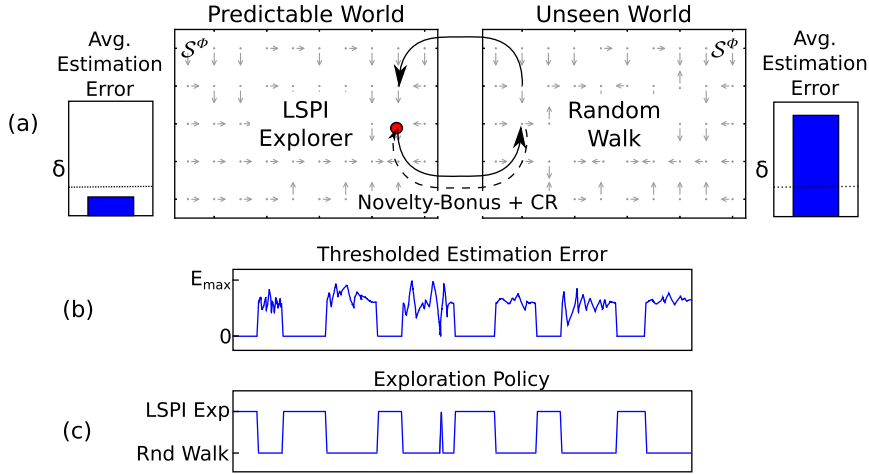 Predictable World
Unseen World
Avg.
Estimation
Error
Avg.
Estimation
Error
(a)
𝒮^Φ
𝒮^Φ
LSPI
Explorer
Random
Walk
δ
δ
Novelty-Bonus + CR
Thresholded Estimation Error
(b)
E_max
0
Exploration Policy
(c)
LSPI Exp
Rnd Walk